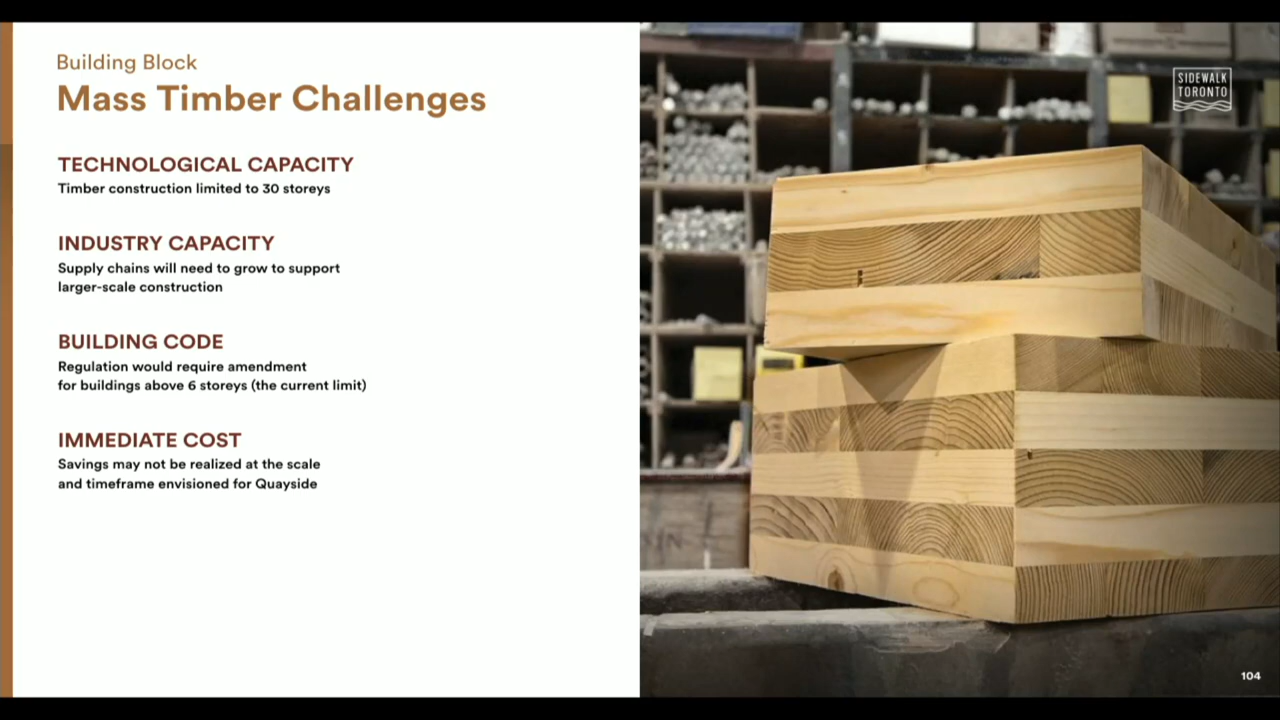 Building Block
Mass Timber Challenges
TECHNOLOGICAL CAPACITY
Timber construction limited to 30 storeys
INDUSTRY CAPACITY
Supply chains will need to grow to support
larger-scale construction
BUILDING CODE
Regulation would require amendment
for buildings above 6 storeys (the current limit)
IMMEDIATE COST
Savings may not be realized at the scale
and timeframe envisioned for Quayside
SIDEWALK
TORONTO
104